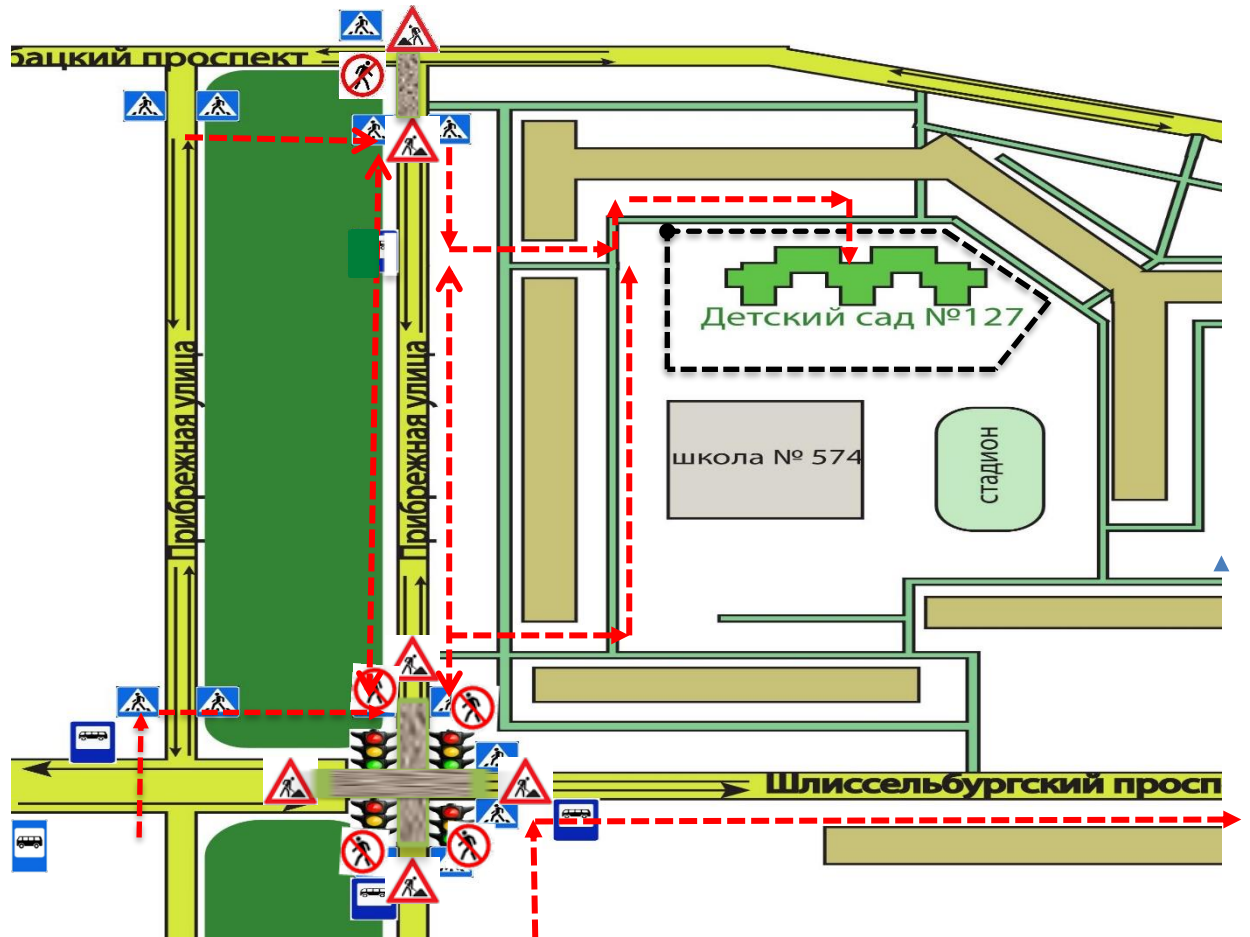 бацкий проспект
Детский сад №127
Прибрежная улица
Прибрежная улица
школа № 574
стадион
Шлиссельбургский просп